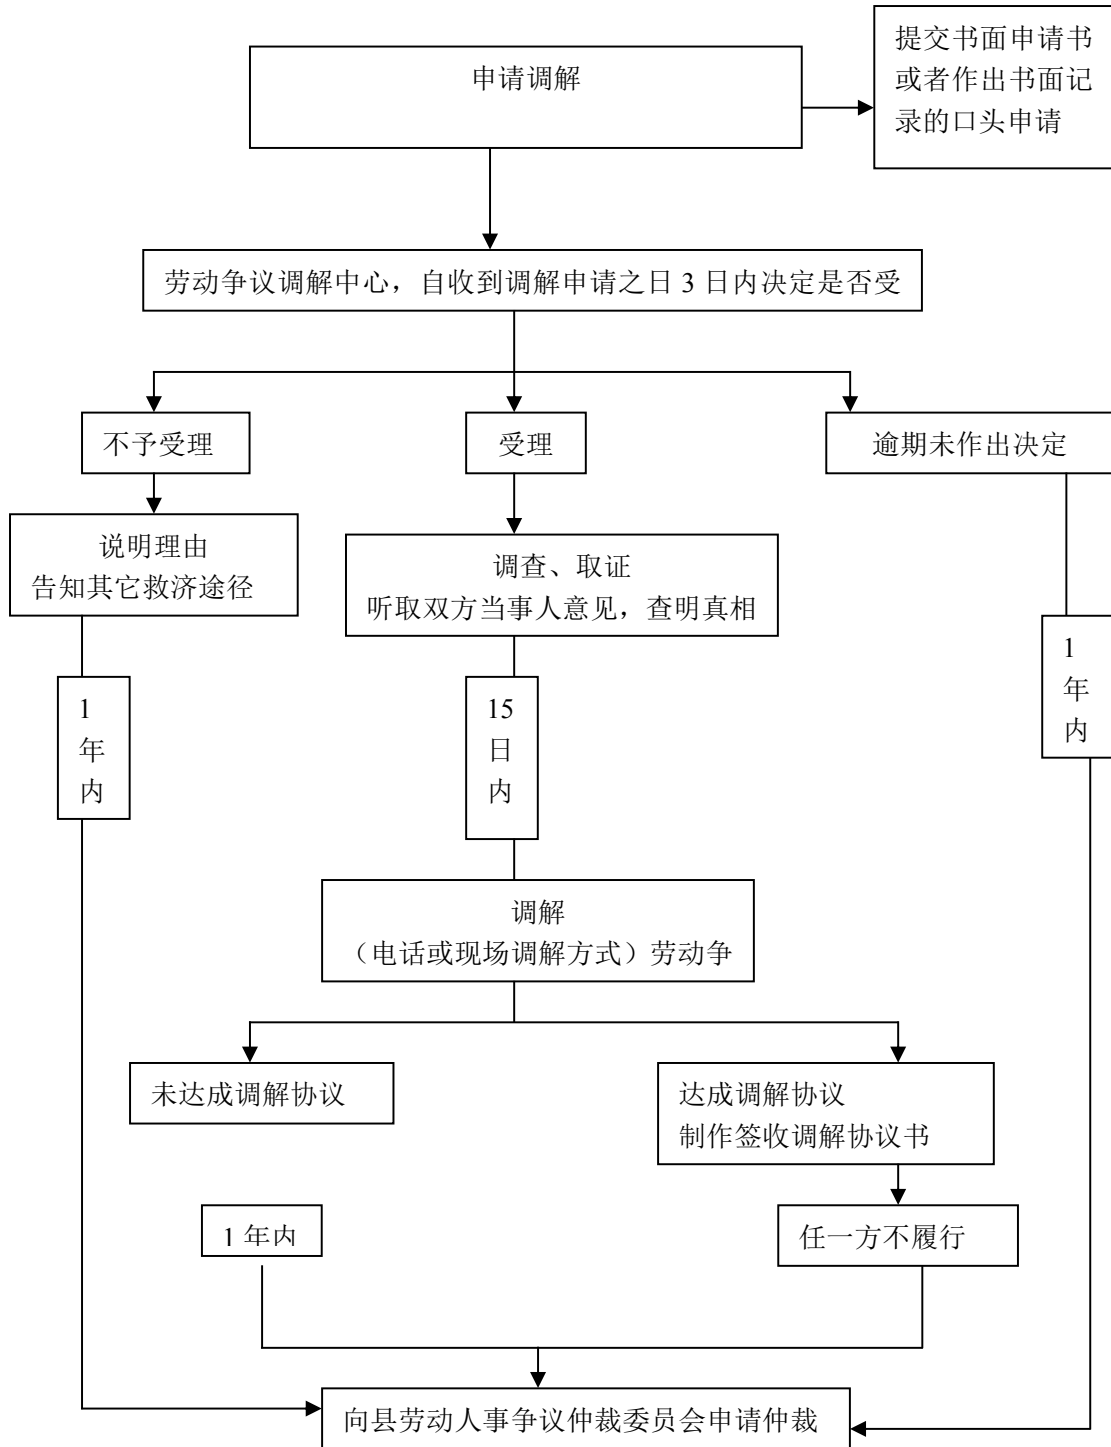 申请调解
提交书面申请书
或者作出书面记
录的口头申请
劳动争议调解中心，自收到调解申请之日 3 日内决定是否受
不予受理
受理
逾期未作出决定
说明理由
告知其它救济途径
调查、取证
听取双方当事人意见，查明真相
1
年
内
15
日
内
1
年
内
调解
（电话或现场调解方式）劳动争
未达成调解协议
达成调解协议
制作签收调解协议书
1 年内
任一方不履行
向县劳动人事争议仲裁委员会申请仲裁